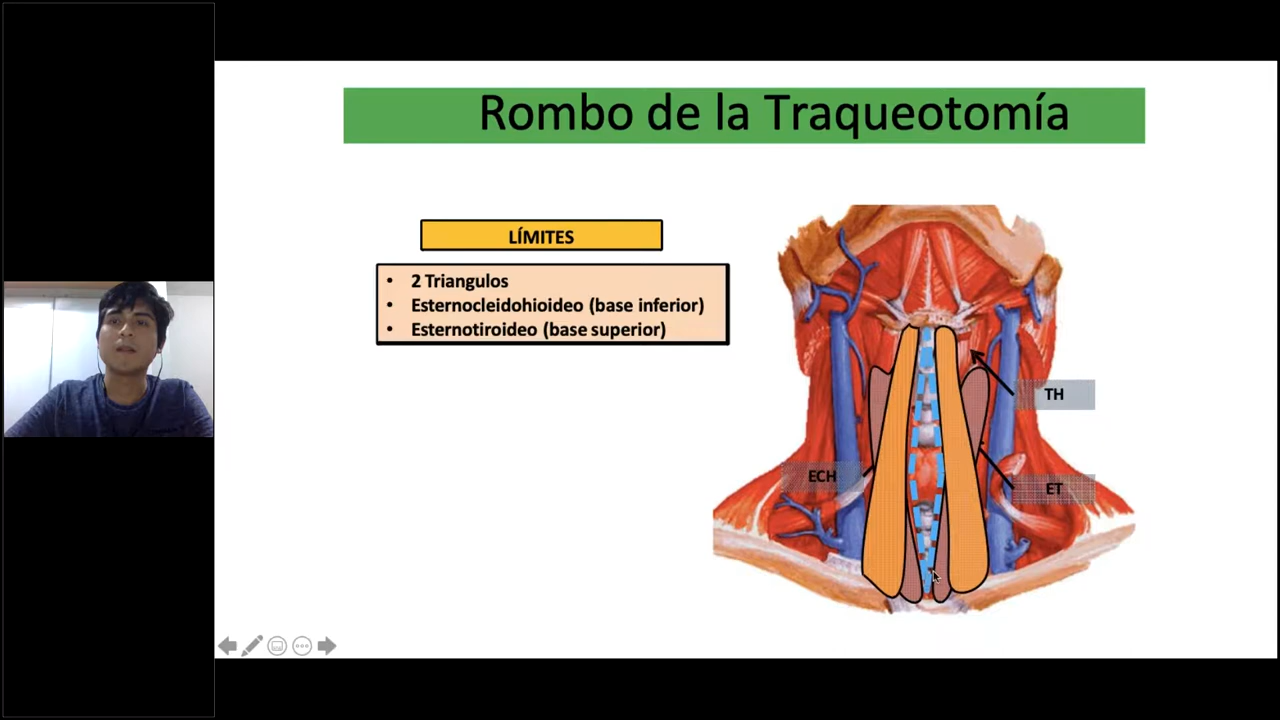 Rombo de la Traqueotomía
LÍMITES
• 2 Triangulos
• Esternocleidohioideo (base inferior)
• Esternotiroideo (base superior)
TH
ECH
ET